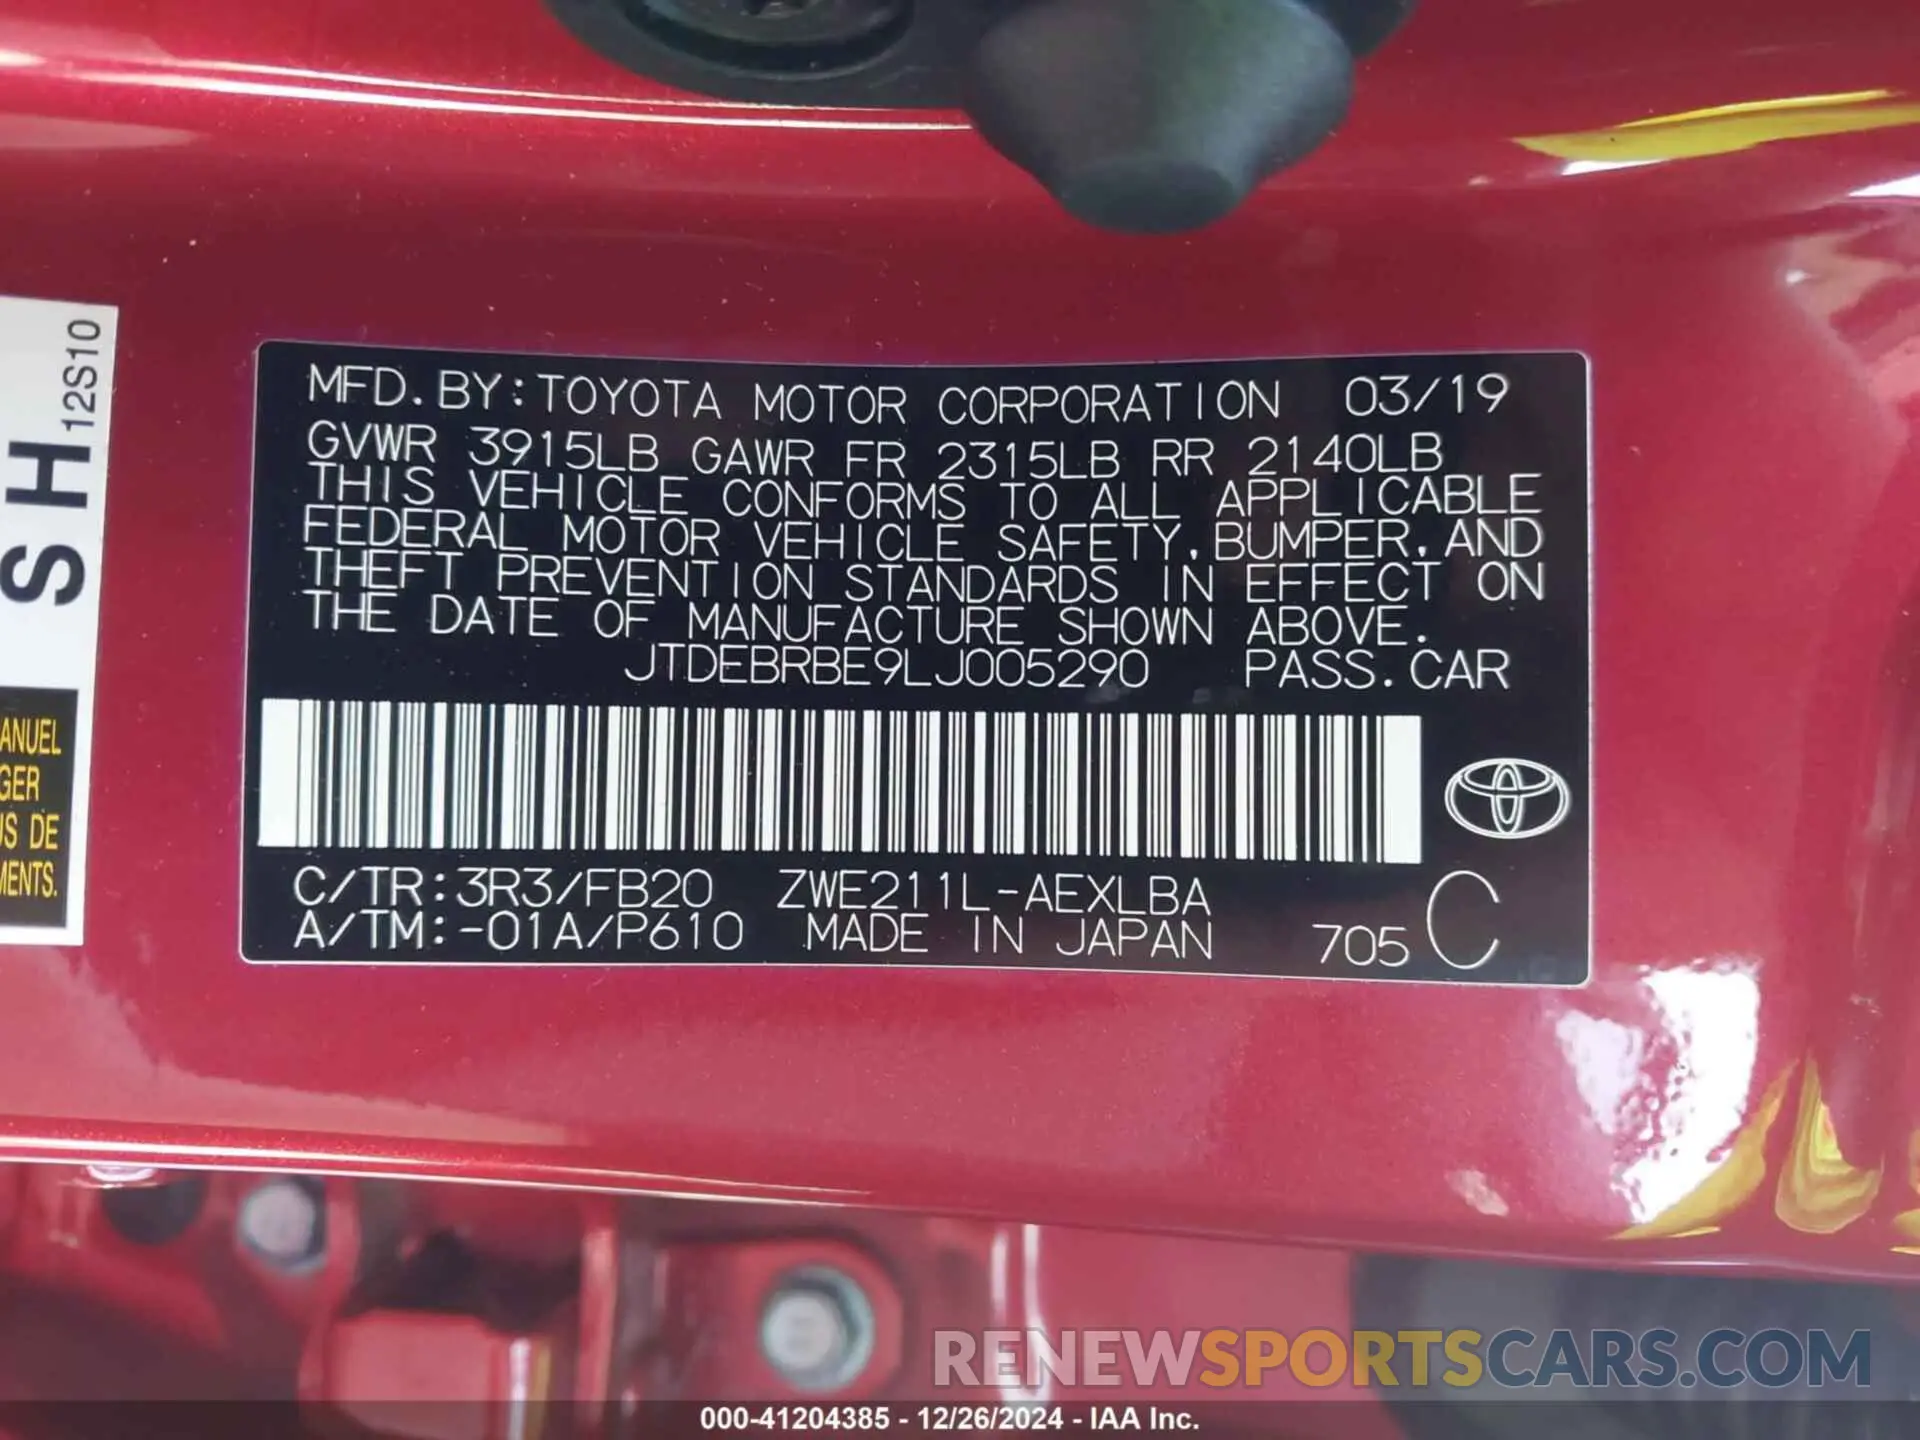 MFD. BY: TOYOTA MOTOR CORPORATION 03/19
GVWR 3915LB GAWR FR 2315LB RR 2140LB
THIS VEHICLE CONFORMS TO ALL APPLICABLE
FEDERAL MOTOR VEHICLE SAFETY, BUMPER, AND
THEFT PREVENTION STANDARDS IN EFFECT ON
THE DATE OF MANUFACTURE SHOWN ABOVE.
JTDEBRBE9LJ005290 PASS. CAR
C/TR: 3R3/FB20 ZWE211L-AEXLBA
A/TM: -01A/P610 MADE IN JAPAN 705 C
SH 12S10
ANUEL
GER
US DE
MENTS.
RENEWSPORTSCARS.COM
000-41204385 - 12/26/2024 - IAA Inc.